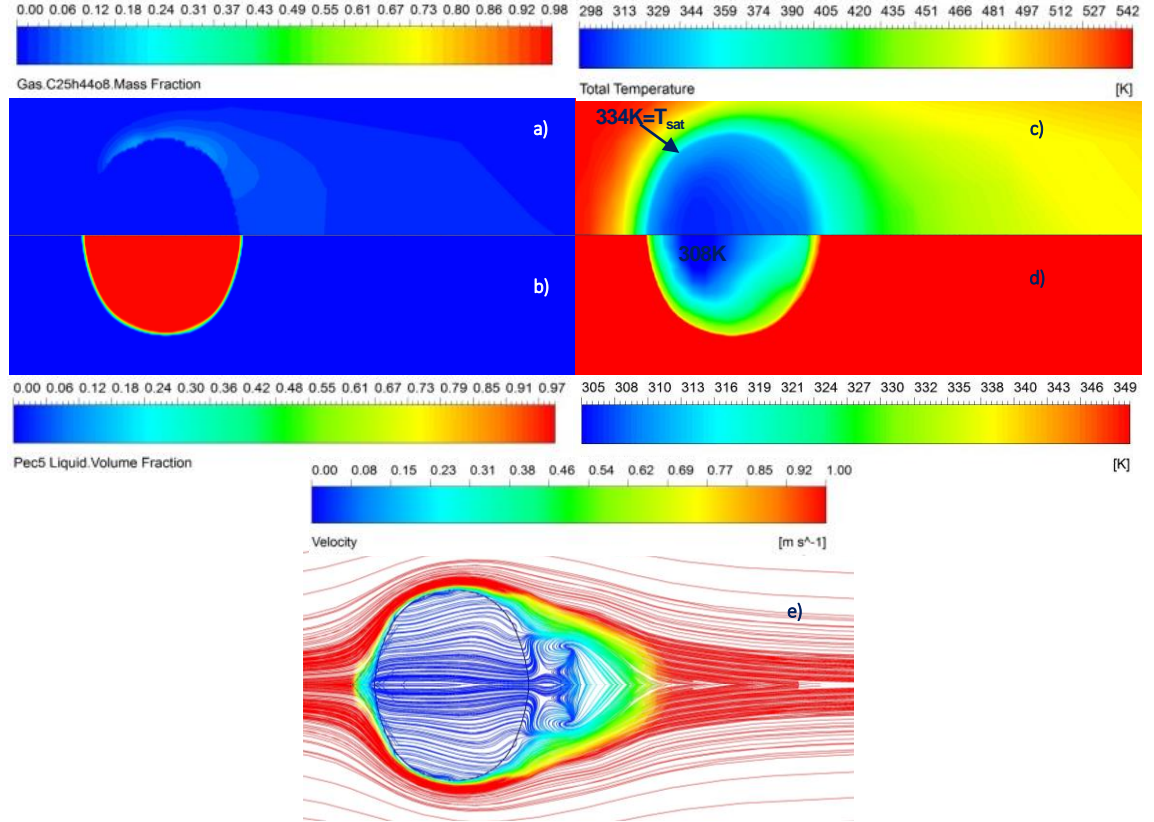 0.00 0.06 0.12 0.18 0.24 0.31 0.37 0.43 0.49 0.55 0.61 0.67 0.73 0.80 0.86 0.92 0.98
Gas.C25h44o8.Mass Fraction
298 313 329 344 359 374 390 405 420 435 451 466 481 497 512 527 542
Total Temperature [K]
a)
334K=Tsat
c)
308K
b)
d)
0.00 0.06 0.12 0.18 0.24 0.30 0.36 0.42 0.48 0.55 0.61 0.67 0.73 0.79 0.85 0.91 0.97
Pec5 Liquid.Volume Fraction
305 308 310 313 316 319 321 324 327 330 332 335 338 340 343 346 349
[K]
0.00 0.08 0.15 0.23 0.31 0.38 0.46 0.54 0.62 0.69 0.77 0.85 0.92 1.00
Velocity [m s^-1]
e)